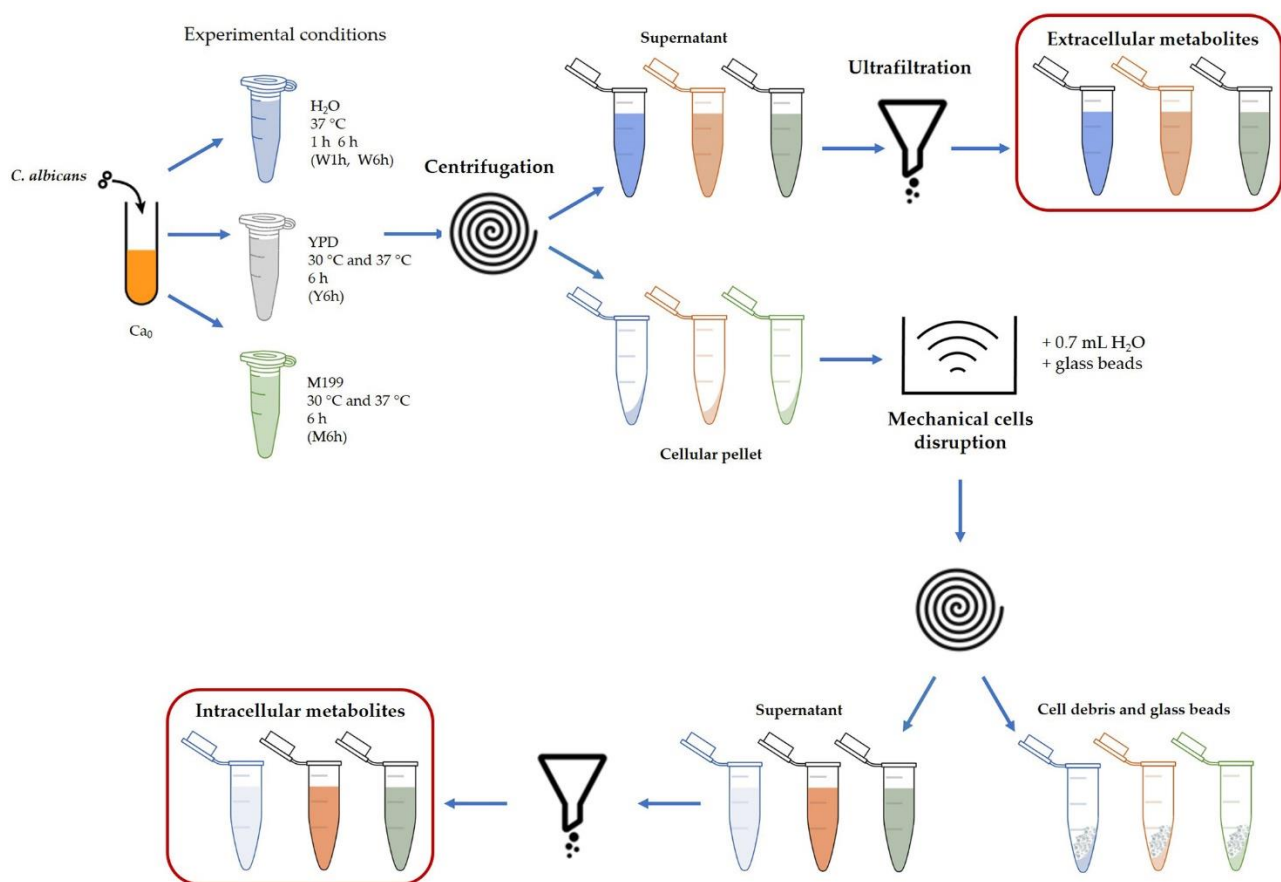 Experimental conditions
C. albicans
Ca₀
H₂O
37 °C
1 h 6 h
(W1h, W6h)
YPD
30 °C and 37 °C
6 h
(Y6h)
M199
30 °C and 37 °C
6 h
(M6h)
Centrifugation
Supernatant
Ultrafiltration
Extracellular metabolites
Cellular pellet
+ 0.7 mL H₂O
+ glass beads
Mechanical cells
disruption
Intracellular metabolites
Supernatant
Cell debris and glass beads